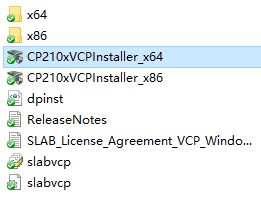 x64
x86
CP210xVCPInstaller_x64
CP210xVCPInstaller_x86
dpinst
ReleaseNotes
SLAB_License_Agreement_VCP_Windo...
slabvcp
slabvcp